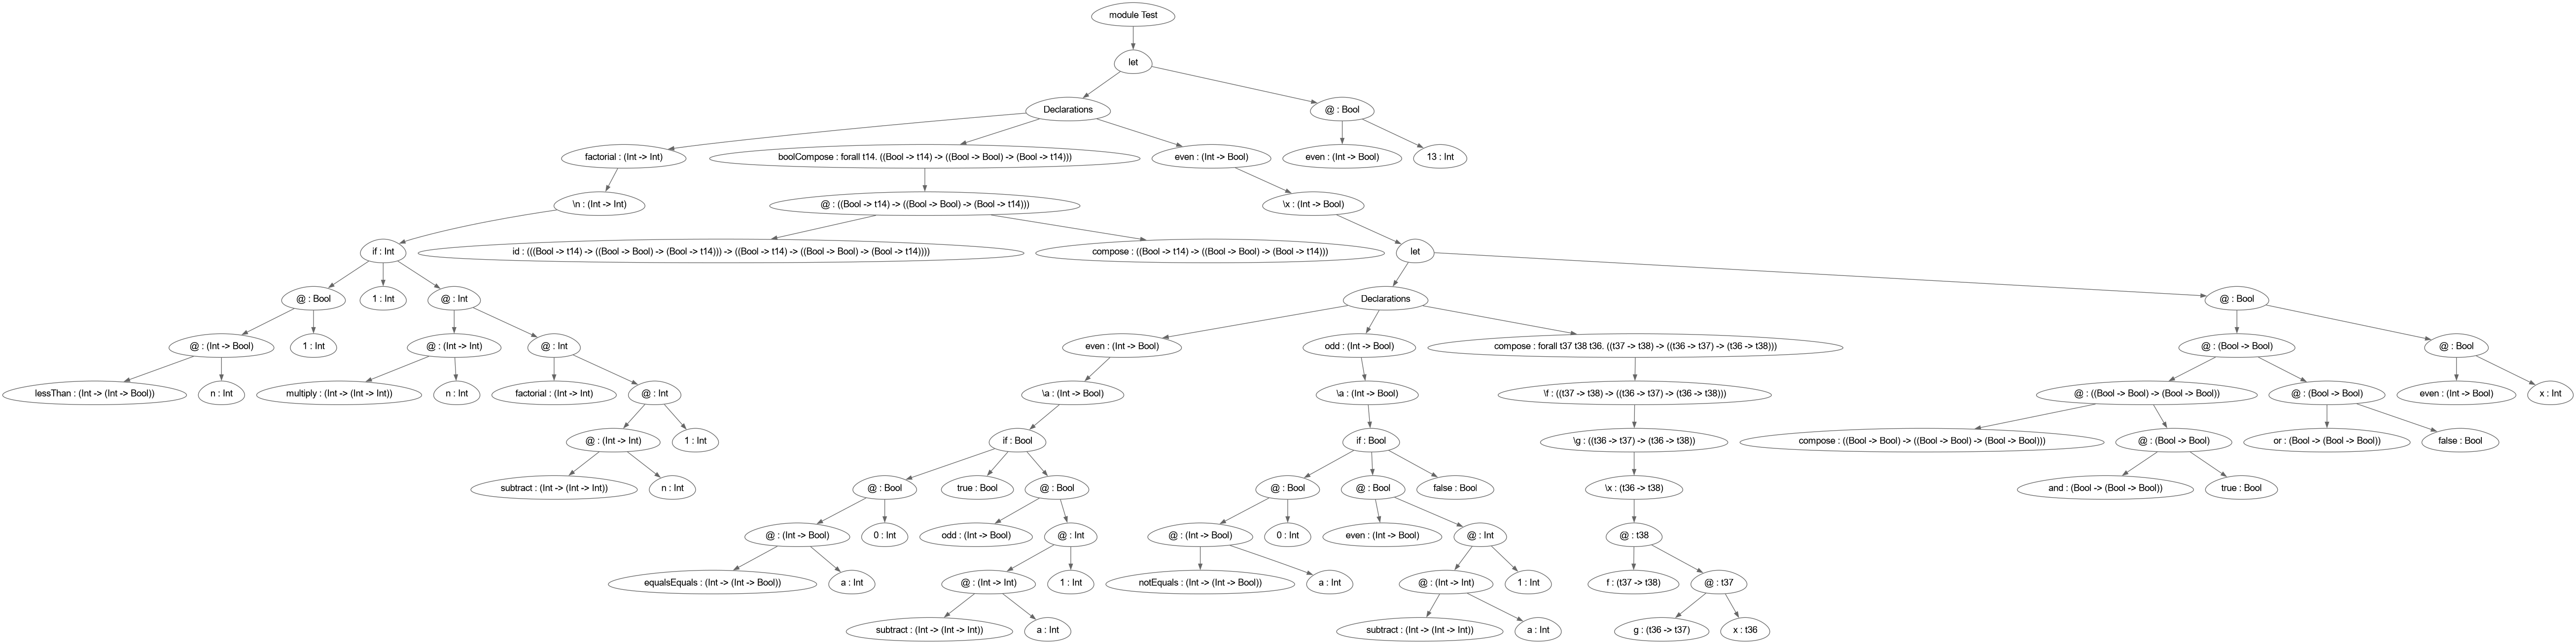 module Test
let
Declarations
@ : Bool
factorial : (Int -> Int)
boolCompose : forall t14. ((Bool -> t14) -> ((Bool -> Bool) -> (Bool -> t14)))
even : (Int -> Bool)
even : (Int -> Bool)
13 : Int
\n : (Int -> Int)
@ : ((Bool -> t14) -> ((Bool -> Bool) -> (Bool -> t14)))
\x : (Int -> Bool)
if : Int
id : (((Bool -> t14) -> ((Bool -> Bool) -> (Bool -> t14))) -> ((Bool -> t14) -> ((Bool -> Bool) -> (Bool -> t14))))
compose : ((Bool -> t14) -> ((Bool -> Bool) -> (Bool -> t14)))
let
@ : Bool
1 : Int
@ : Int
Declarations
@ : Bool
@ : (Int -> Bool)
1 : Int
@ : (Int -> Int)
@ : Int
even : (Int -> Bool)
odd : (Int -> Bool)
compose : forall t37 t38 t36. ((t37 -> t38) -> ((t36 -> t37) -> (t36 -> t38)))
@ : (Bool -> Bool)
@ : Bool
lessThan : (Int -> (Int -> Bool))
n : Int
multiply : (Int -> (Int -> Int))
n : Int
factorial : (Int -> Int)
@ : Int
\a : (Int -> Bool)
\a : (Int -> Bool)
\f : ((t37 -> t38) -> ((t36 -> t37) -> (t36 -> t38)))
@ : ((Bool -> Bool) -> (Bool -> Bool))
@ : (Bool -> Bool)
even : (Int -> Bool)
x : Int
@ : (Int -> Int)
1 : Int
if : Bool
if : Bool
\g : ((t36 -> t37) -> (t36 -> t38))
compose : ((Bool -> Bool) -> ((Bool -> Bool) -> (Bool -> Bool)))
@ : (Bool -> Bool)
or : (Bool -> (Bool -> Bool))
false : Bool
subtract : (Int -> (Int -> Int))
n : Int
@ : Bool
true : Bool
@ : Bool
@ : Bool
@ : Bool
false : Bool
\x : (t36 -> t38)
and : (Bool -> (Bool -> Bool))
true : Bool
@ : (Int -> Bool)
0 : Int
odd : (Int -> Bool)
@ : Int
@ : (Int -> Bool)
0 : Int
even : (Int -> Bool)
@ : Int
@ : t38
equalsEquals : (Int -> (Int -> Bool))
a : Int
@ : (Int -> Int)
1 : Int
notEquals : (Int -> (Int -> Bool))
a : Int
@ : (Int -> Int)
1 : Int
f : (t37 -> t38)
@ : t37
subtract : (Int -> (Int -> Int))
a : Int
subtract : (Int -> (Int -> Int))
a : Int
g : (t36 -> t37)
x : t36